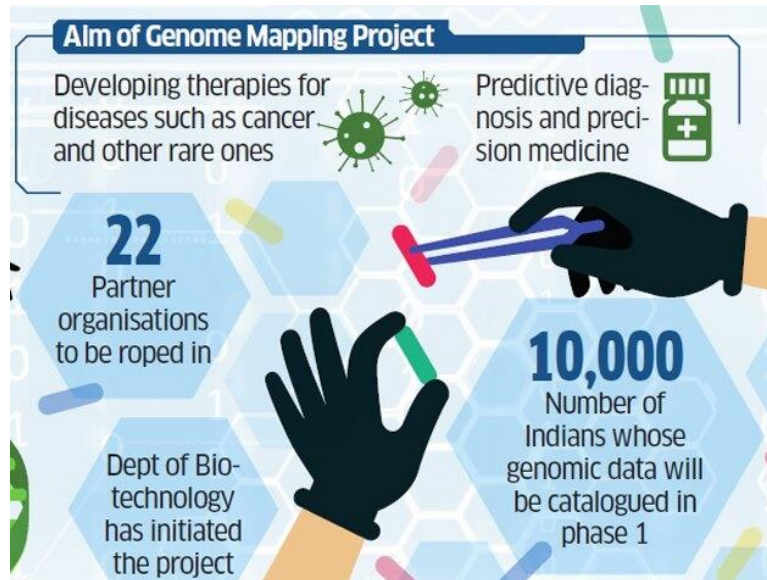 Aim of Genome Mapping Project
Developing therapies for
diseases such as cancer
and other rare ones
Predictive diag-
nosis and preci-
sion medicine
22
Partner
organisations
to be roped in
10,000
Number of
Indians whose
genomic data will
be catalogued in
phase 1
Dept of Bio-
technology
has initiated
the project